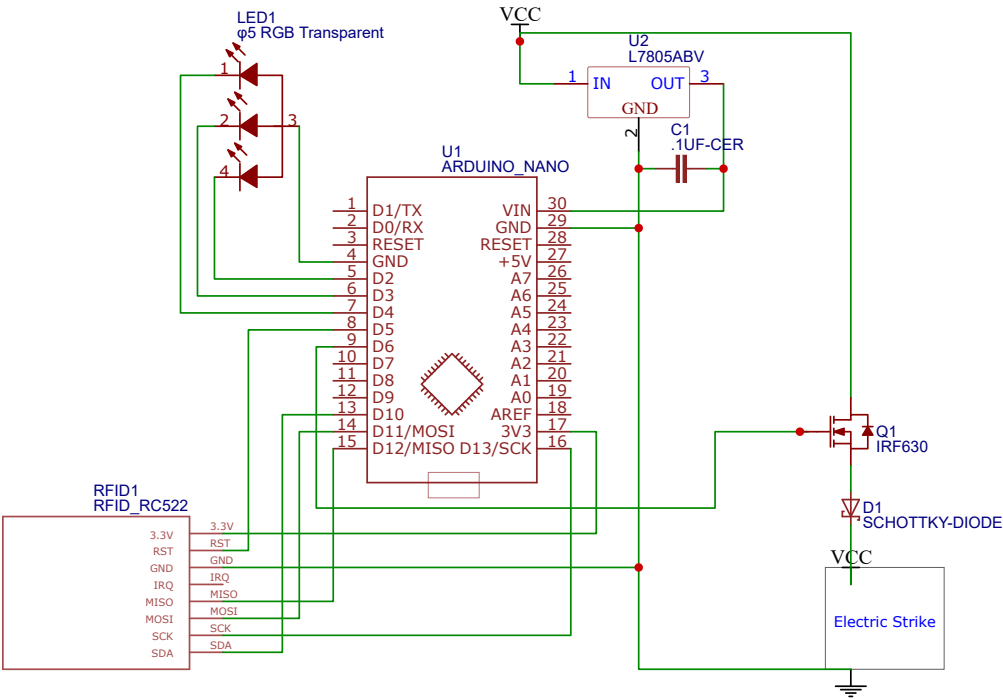 LED1
φ5 RGB Transparent
1
2
3
4
VCC
U2
L7805ABV
1
IN
OUT
3
GND
2
C1
.1UF-CER
U1
ARDUINO_NANO
1 D1/TX
2 D0/RX
3 RESET
4 GND
5 D2
6 D3
7 D4
8 D5
9 D6
10 D7
11 D8
12 D9
13 D10
14 D11/MOSI
15 D12/MISO
VIN 30
GND 29
RESET 28
+5V 27
A7 26
A6 25
A5 24
A4 23
A3 22
A2 21
A1 20
A0 19
AREF 18
3V3 17
D13/SCK 16
Q1
IRF630
D1
SCHOTTKY-DIODE
VCC
Electric Strike
RFID1
RFID_RC522
3.3V 3.3V
RST RST
GND GND
IRQ IRQ
MISO MISO
MOSI MOSI
SCK SCK
SDA SDA